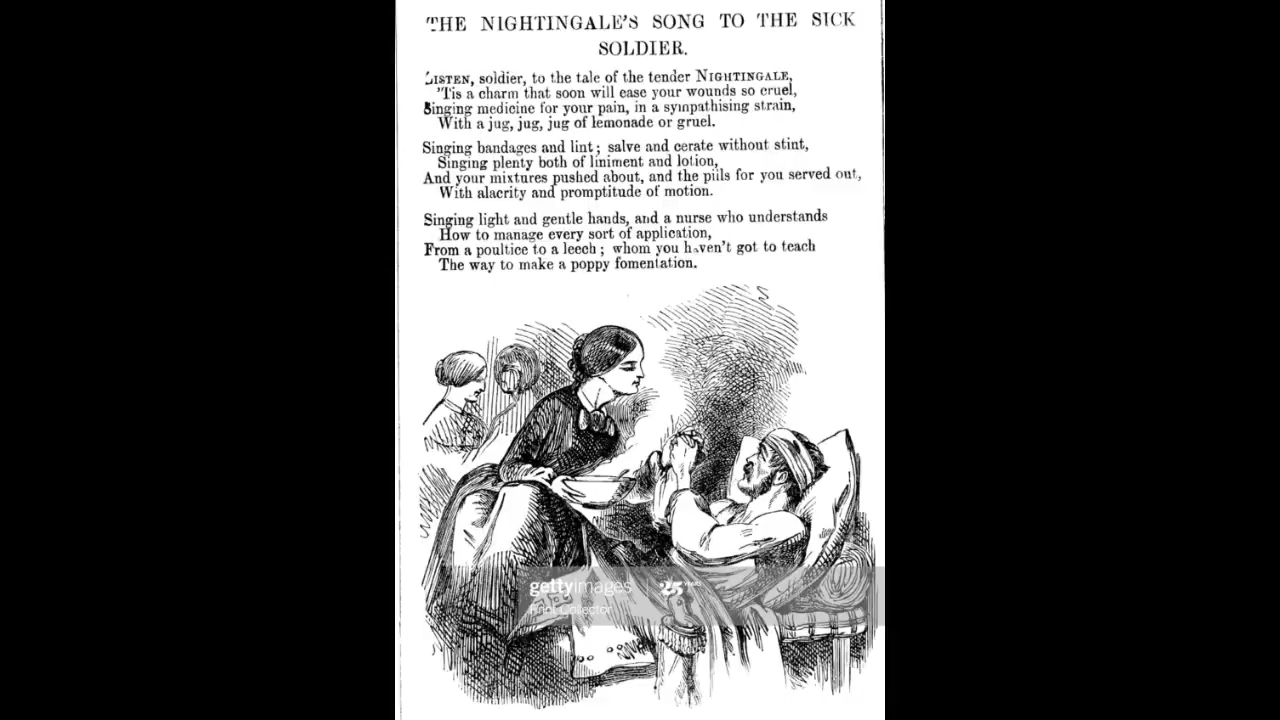 THE NIGHTINGALE'S SONG TO THE SICK
SOLDIER.
LISTEN, soldier, to the tale of the tender NIGHTINGALE,
'Tis a charm that soon will ease your wounds so cruel,
Singing medicine for your pain, in a sympathising strain,
With a jug, jug, jug of lemonade or gruel.
Singing bandages and lint; salve and cerate without stint,
Singing plenty both of liniment and lotion,
And your mixtures pushed about, and the pills for you served out,
With alacrity and promptitude of motion.
Singing light and gentle hands, and a nurse who understands
How to manage every sort of application,
From a poultice to a leech; whom you haven't got to teach
The way to make a poppy fomentation.
gettyimages
25 YEARS
Print Collector